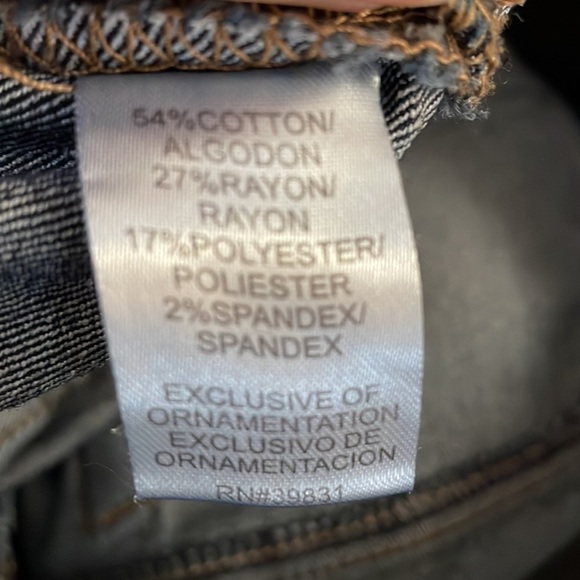 54%COTTON/
ALGODON
27%RAYON/
RAYON
17%POLYESTER/
POLIESTER
2%SPANDEX/
SPANDEX
EXCLUSIVE OF
ORNAMENTATION
EXCLUSIVO DE
ORNAMENTACION
RN#39831